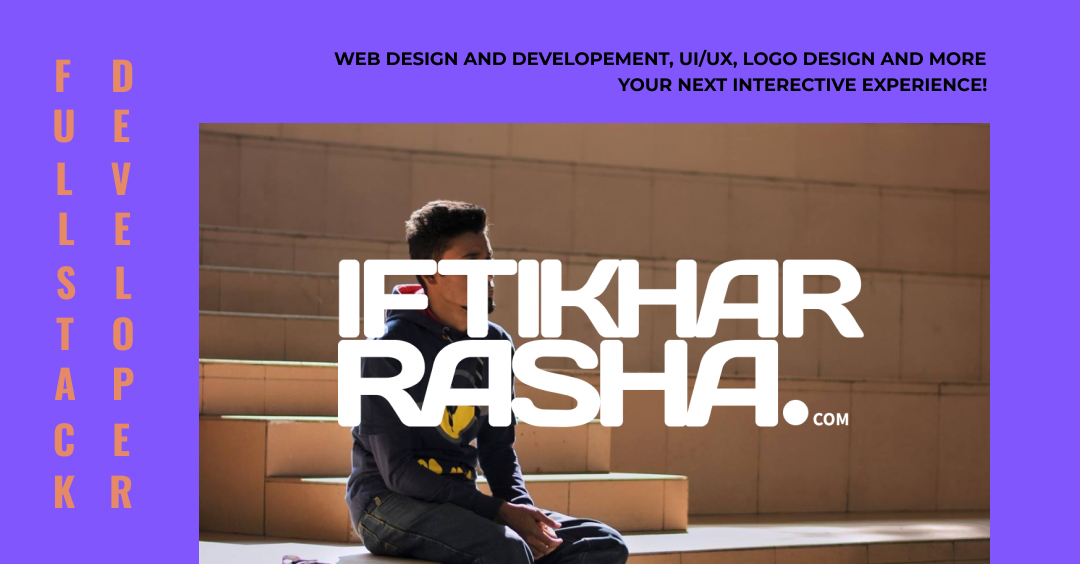 FULLSTACK
DEVELOPER
WEB DESIGN AND DEVELOPEMENT, UI/UX, LOGO DESIGN AND MORE
YOUR NEXT INTERECTIVE EXPERIENCE!
IFTIKHAR
RASHA.COM